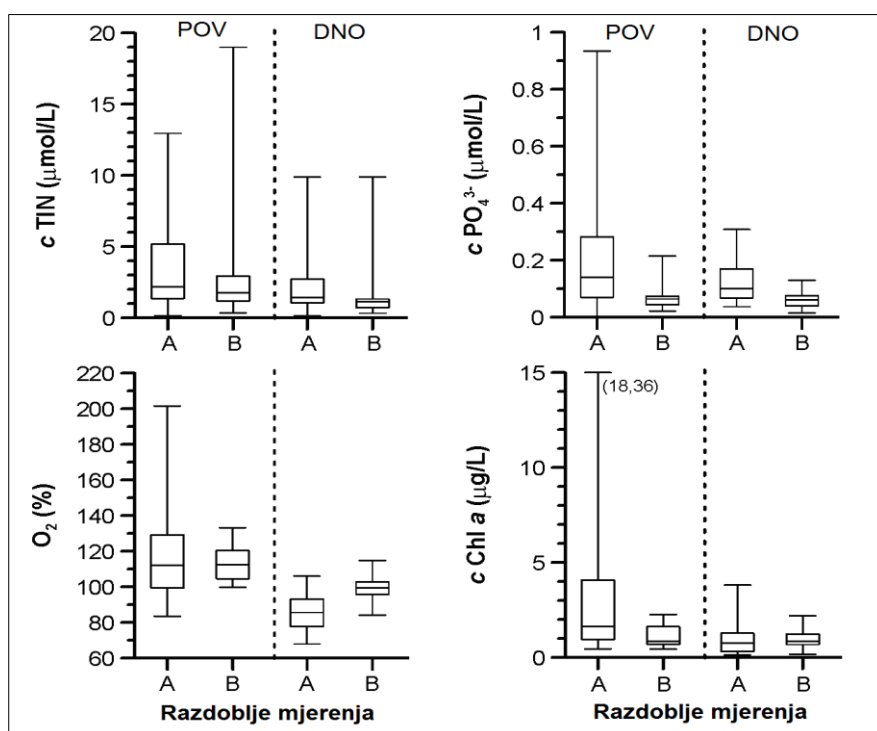 POV DNO
c TIN (μmol/L)
20
15
10
5
0
A B A B
POV DNO
c PO₄³⁻ (μmol/L)
1
0.8
0.6
0.4
0.2
0
A B A B
O₂ (%)
220
200
180
160
140
120
100
80
60
A B A B
Razdoblje mjerenja
c Chl a (μg/L)
15
10
5
0
(18,36)
A B A B
Razdoblje mjerenja